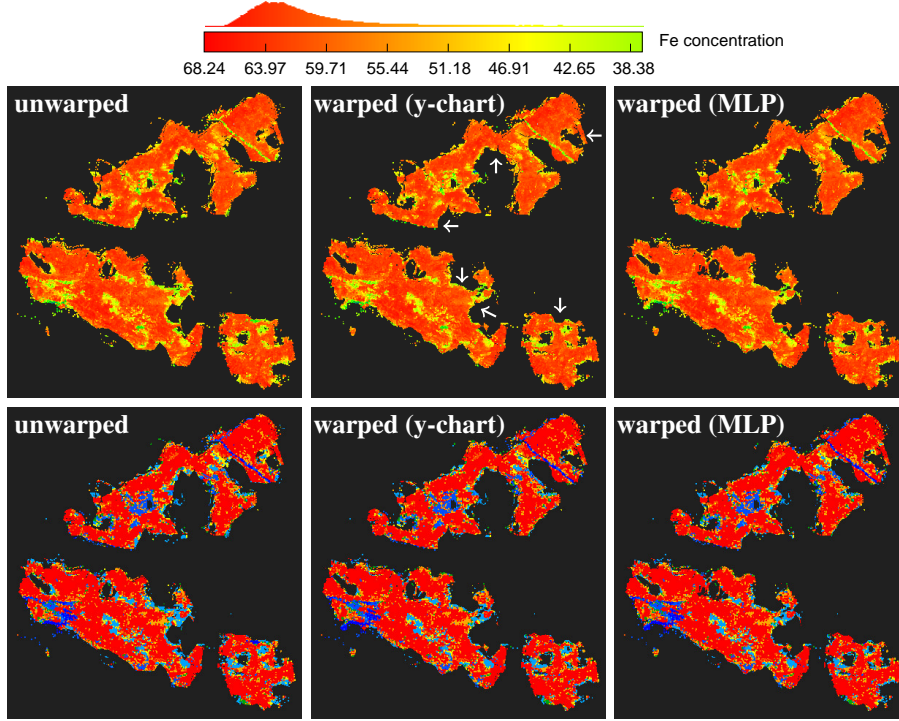 Fe concentration
68.24 63.97 59.71 55.44 51.18 46.91 42.65 38.38
unwarped warped (y-chart) warped (MLP)
unwarped warped (y-chart) warped (MLP)